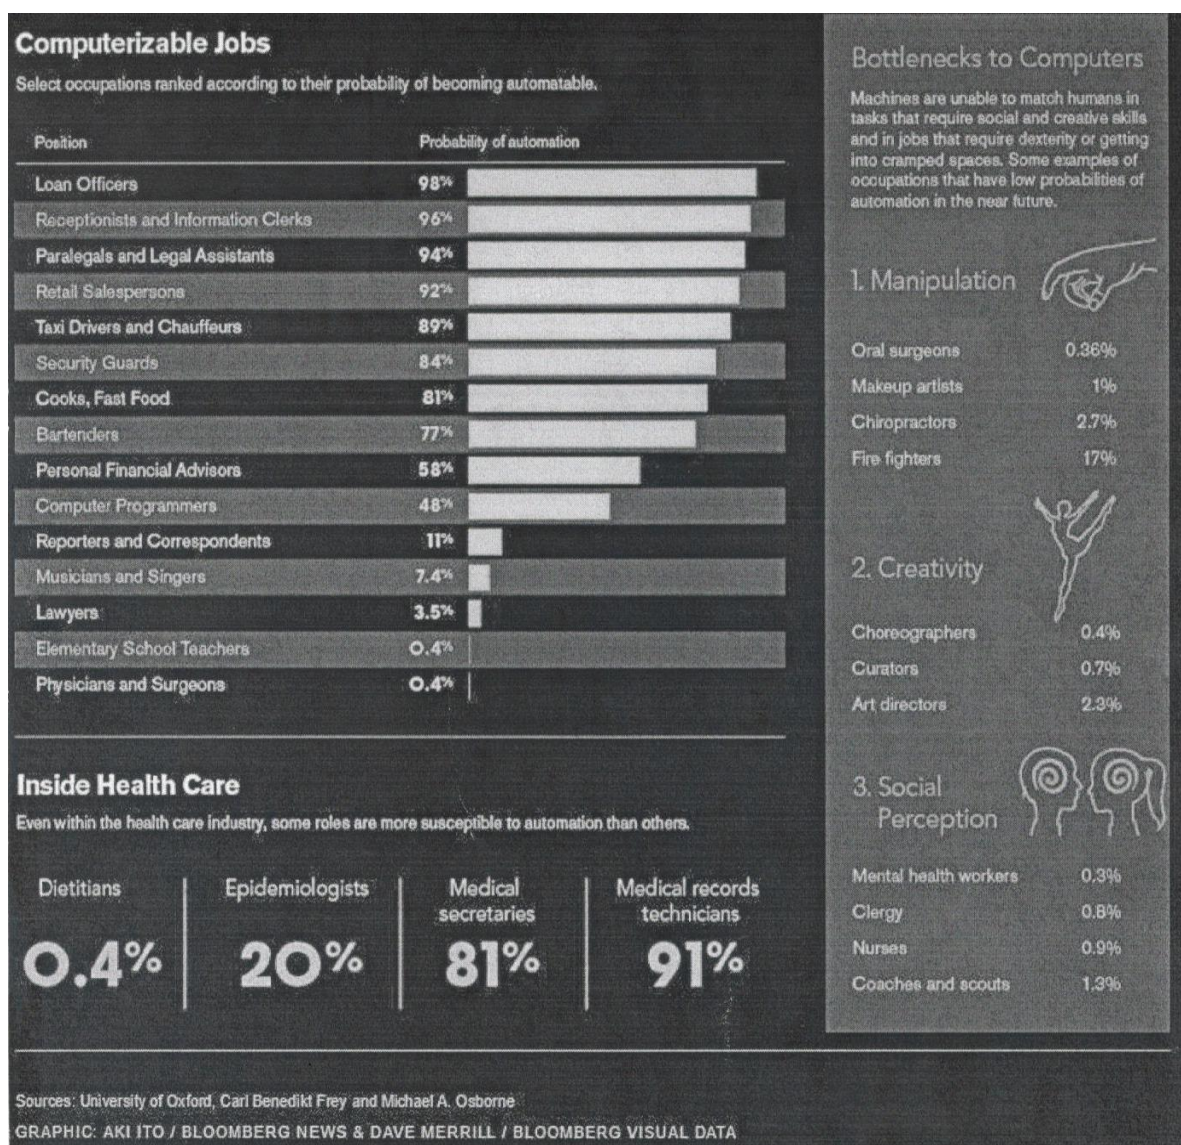 Computerizable Jobs
Select occupations ranked according to their probability of becoming automatable.
Position Probability of automation
Loan Officers 98%
Receptionists and Information Clerks 96%
Paralegals and Legal Assistants 94%
Retail Salespersons 92%
Taxi Drivers and Chauffeurs 89%
Security Guards 84%
Cooks, Fast Food 81%
Bartenders 77%
Personal Financial Advisors 58%
Computer Programmers 48%
Reporters and Correspondents 11%
Musicians and Singers 7.4%
Lawyers 3.5%
Elementary School Teachers 0.4%
Physicians and Surgeons 0.4%
Inside Health Care
Even within the health care industry, some roles are more susceptible to automation than others.
Dietitians
0.4%
Epidemiologists
20%
Medical
secretaries
81%
Medical records
technicians
91%
Bottlenecks to Computers
Machines are unable to match humans in
tasks that require social and creative skills
and in jobs that require dexterity or getting
into cramped spaces. Some examples of
occupations that have low probabilities of
automation in the near future.
1. Manipulation
Oral surgeons 0.36%
Makeup artists 1%
Chiropractors 2.7%
Fire fighters 17%
2. Creativity
Choreographers 0.4%
Curators 0.7%
Art directors 2.3%
3. Social
Perception
Mental health workers 0.3%
Clergy 0.8%
Nurses 0.9%
Coaches and scouts 1.3%
Sources: University of Oxford, Carl Benedikt Frey and Michael A. Osborne
GRAPHIC: AKI ITO / BLOOMBERG NEWS & DAVE MERRILL / BLOOMBERG VISUAL DATA